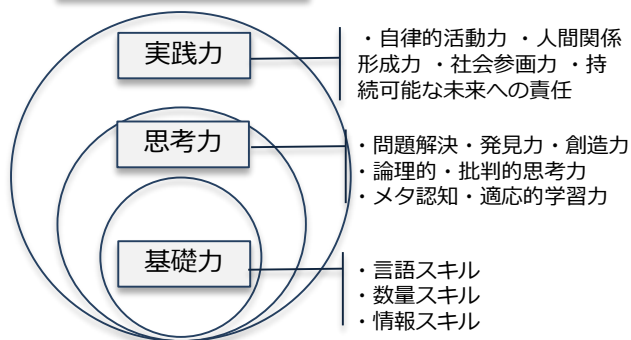 実践力
・自律的活動力 ・人間関係
形成力 ・社会参画力 ・持
続可能な未来への責任
思考力
・問題解決・発見力・創造力
・論理的・批判的思考力
・メタ認知・適応的学習力
基礎力
・言語スキル
・数量スキル
・情報スキル